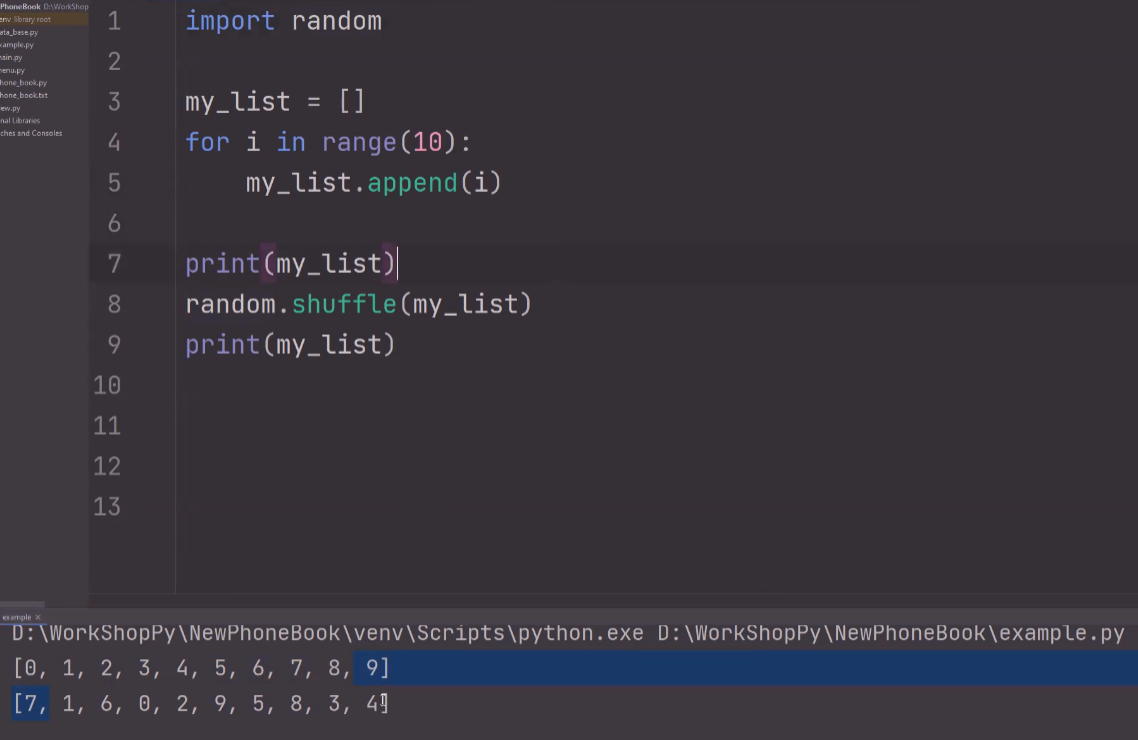 PhoneBook D:\WorkShop
env library root
ata_base.py
xample.py
nain.py
nenu.py
hone_book.py
hone_book.txt
ew.py
nal Libraries
ches and Consoles
1 import random
2
3 my_list = []
4 for i in range(10):
5 my_list.append(i)
6
7 print(my_list)
8 random.shuffle(my_list)
9 print(my_list)
10
11
12
13
example ×
D:\WorkShopPy\NewPhoneBook\venv\Scripts\python.exe D:\WorkShopPy\NewPhoneBook\example.py
[0, 1, 2, 3, 4, 5, 6, 7, 8, 9]
[7, 1, 6, 0, 2, 9, 5, 8, 3, 4]